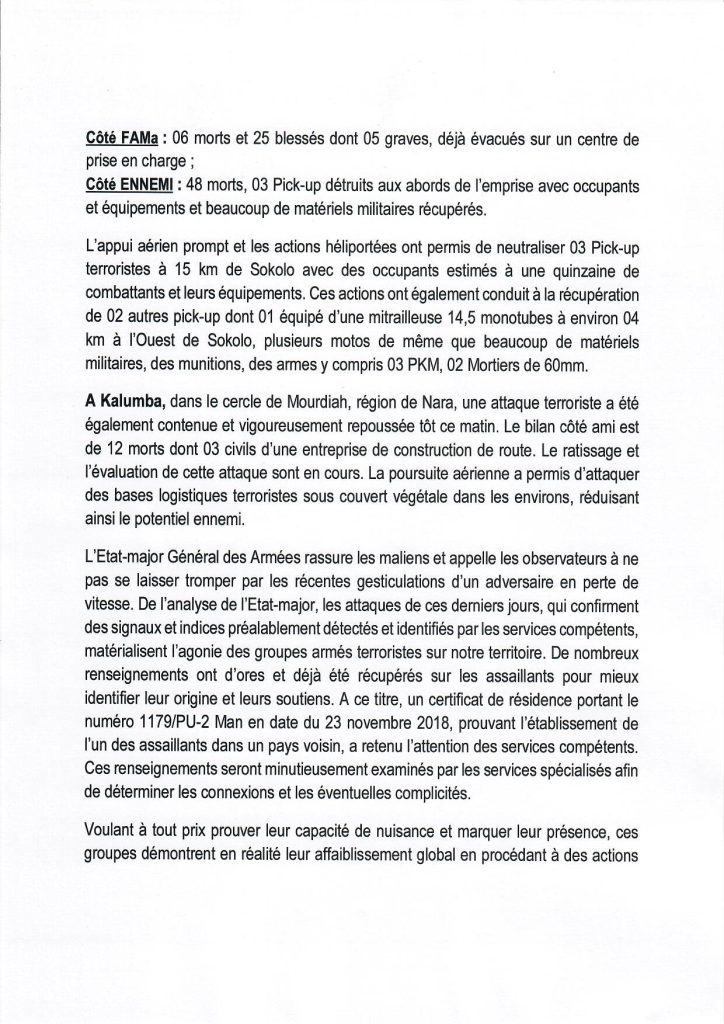 Côté FAMa : 06 morts et 25 blessés dont 05 graves, déjà évacués sur un centre de
prise en charge ;
Côté ENNEMI : 48 morts, 03 Pick-up détruits aux abords de l'emprise avec occupants
et équipements et beaucoup de matériels militaires récupérés.
L'appui aérien prompt et les actions héliportées ont permis de neutraliser 03 Pick-up
terroristes à 15 km de Sokolo avec des occupants estimés à une quinzaine de
combattants et leurs équipements. Ces actions ont également conduit à la récupération
de 02 autres pick-up dont 01 équipé d'une mitrailleuse 14,5 monotubes à environ 04
km à l'Ouest de Sokolo, plusieurs motos de même que beaucoup de matériels
militaires, des munitions, des armes y compris 03 PKM, 02 Mortiers de 60mm.
A Kalumba, dans le cercle de Mourdiah, région de Nara, une attaque terroriste a été
également contenue et vigoureusement repoussée tôt ce matin. Le bilan côté ami est
de 12 morts dont 03 civils d'une entreprise de construction de route. Le ratissage et
l'évaluation de cette attaque sont en cours. La poursuite aérienne a permis d'attaquer
des bases logistiques terroristes sous couvert végétale dans les environs, réduisant
ainsi le potentiel ennemi.
L'Etat-major Général des Armées rassure les maliens et appelle les observateurs à ne
pas se laisser tromper par les récentes gesticulations d'un adversaire en perte de
vitesse. De l'analyse de l'Etat-major, les attaques de ces derniers jours, qui confirment
des signaux et indices préalablement détectés et identifiés par les services compétents,
matérialisent l'agonie des groupes armés terroristes sur notre territoire. De nombreux
renseignements ont d'ores et déjà été récupérés sur les assaillants pour mieux
identifier leur origine et leurs soutiens. A ce titre, un certificat de résidence portant le
numéro 1179/PU-2 Man en date du 23 novembre 2018, prouvant l'établissement de
l'un des assaillants dans un pays voisin, a retenu l'attention des services compétents.
Ces renseignements seront minutieusement examinés par les services spécialisés afin
de déterminer les connexions et les éventuelles complicités.
Voulant à tout prix prouver leur capacité de nuisance et marquer leur présence, ces
groupes démontrent en réalité leur affaiblissement global en procédant à des actions